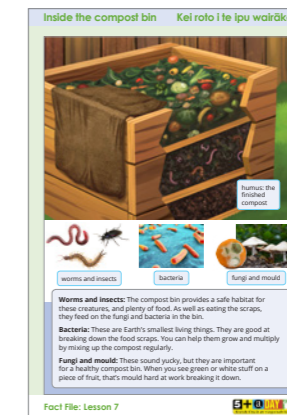 Inside the compost bin
Kei roto i te ipu wairāk
humus: the
finished
compost
worms and insects
bacteria
fungi and mould
Worms and insects: The compost bin provides a safe habitat for
these creatures, and plenty of food. As well as eating the scraps,
they feed on the fungi and bacteria in the bin.
Bacteria: These are Earth's smallest living things. They are good at
breaking down the food scraps. You can help them grow and multiply
by mixing up the compost regularly.
Fungi and mould: These sound yucky, but they are important
for a healthy compost bin. When you see green or white stuff on a
piece of fruit, that's mould hard at work breaking it down.
Fact File: Lesson 7
5+ A DAY